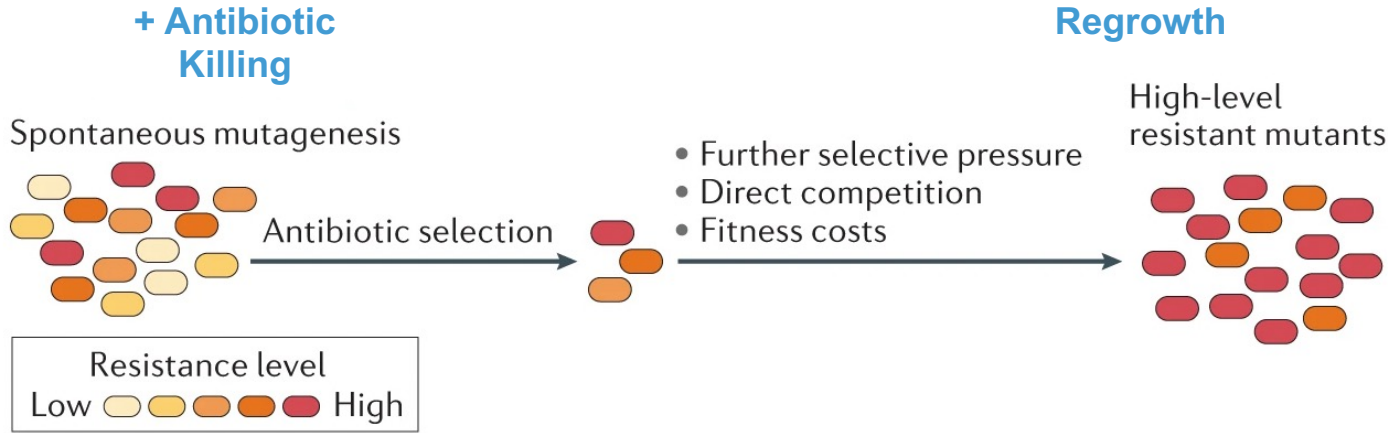 + Antibiotic
Killing
Regrowth
Spontaneous mutagenesis
Antibiotic selection
• Further selective pressure
• Direct competition
• Fitness costs
High-level
resistant mutants
Resistance level
Low High